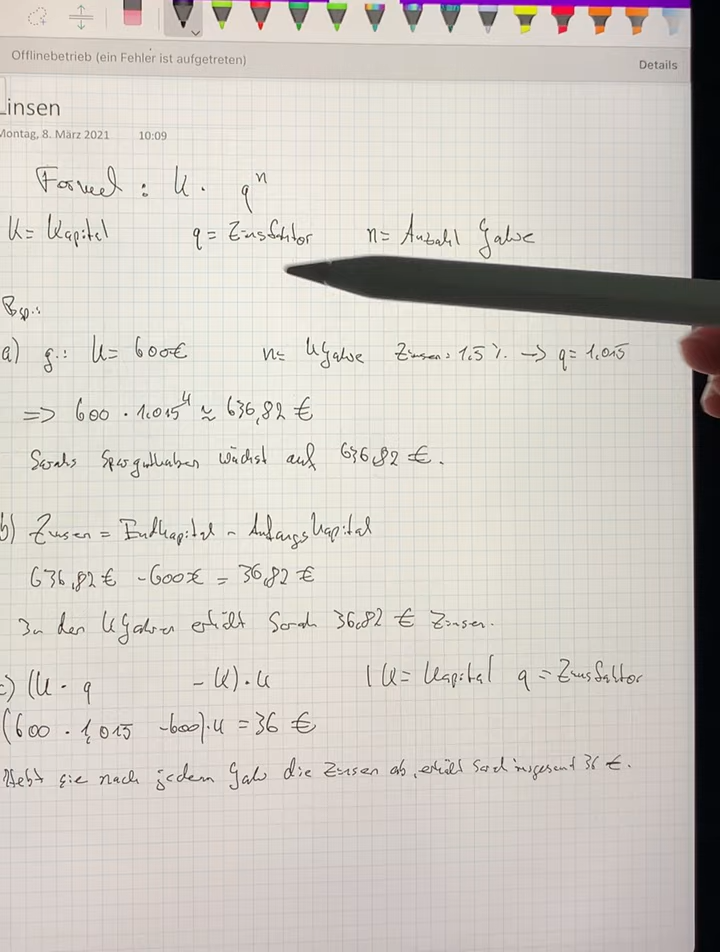 Offlinebetrieb (ein Fehler ist aufgetreten)
Details
Zinsen
Montag, 8. März 2021 10:09
Formel : K · qⁿ
K = Kapital q = Zinsfaktor n = Anzahl Jahre
Bsp.:
a) g.: K = 600€ n = 4 Jahre Zinsen: 1,5 % → q = 1,015
=> 600 · 1,015⁴ ≈ 636,82 €
Sarahs Sparguthaben wächst auf 636,82 €.
b) Zinsen = Endkapital - Anfangskapital
636,82 € - 600€ = 36,82 €
In den 4 Jahren erhält Sarah 36,82 € Zinsen.
c) (K · q - K) · 4 | K = Kapital q = Zinsfaktor
(600 · 1,015 - 600) · 4 = 36 €
Hebt sie nach jedem Jahr die Zinsen ab, erhält Sarah insgesamt 36 €.